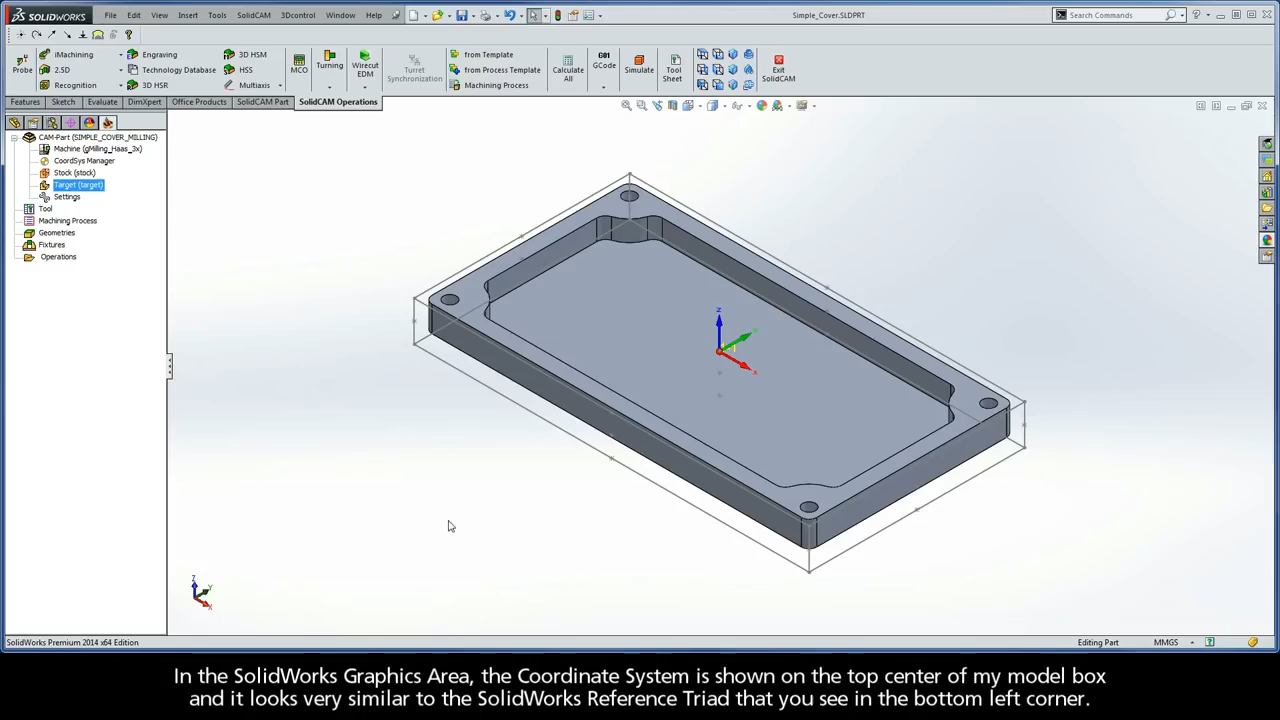 SOLIDWORKS File Edit View Insert Tools SolidCAM 3Dcontrol Window Help Simple_Cover.SLDPRT Search Commands
iMachining Engraving 3D HSM from Template
Probe 2.5D Technology Database HSS MCO Turning Wirecut EDM Turret Synchronization from Process Template Calculate All G01 GCode Simulate Tool Sheet Exit SolidCAM
Recognition 3D HSR Multiaxis Machining Process
Features Sketch Evaluate DimXpert Office Products SolidCAM Part SolidCAM Operations
CAM-Part (SIMPLE_COVER_MILLING)
Machine (gMilling_Haas_3x)
CoordSys Manager
Stock (stock)
Target (target)
Settings
Tool
Machining Process
Geometries
Fixtures
Operations
Z
X
Z
Y
X
SolidWorks Premium 2014 x64 Edition Editing Part MMGS
In the SolidWorks Graphics Area, the Coordinate System is shown on the top center of my model box
and it looks very similar to the SolidWorks Reference Triad that you see in the bottom left corner.